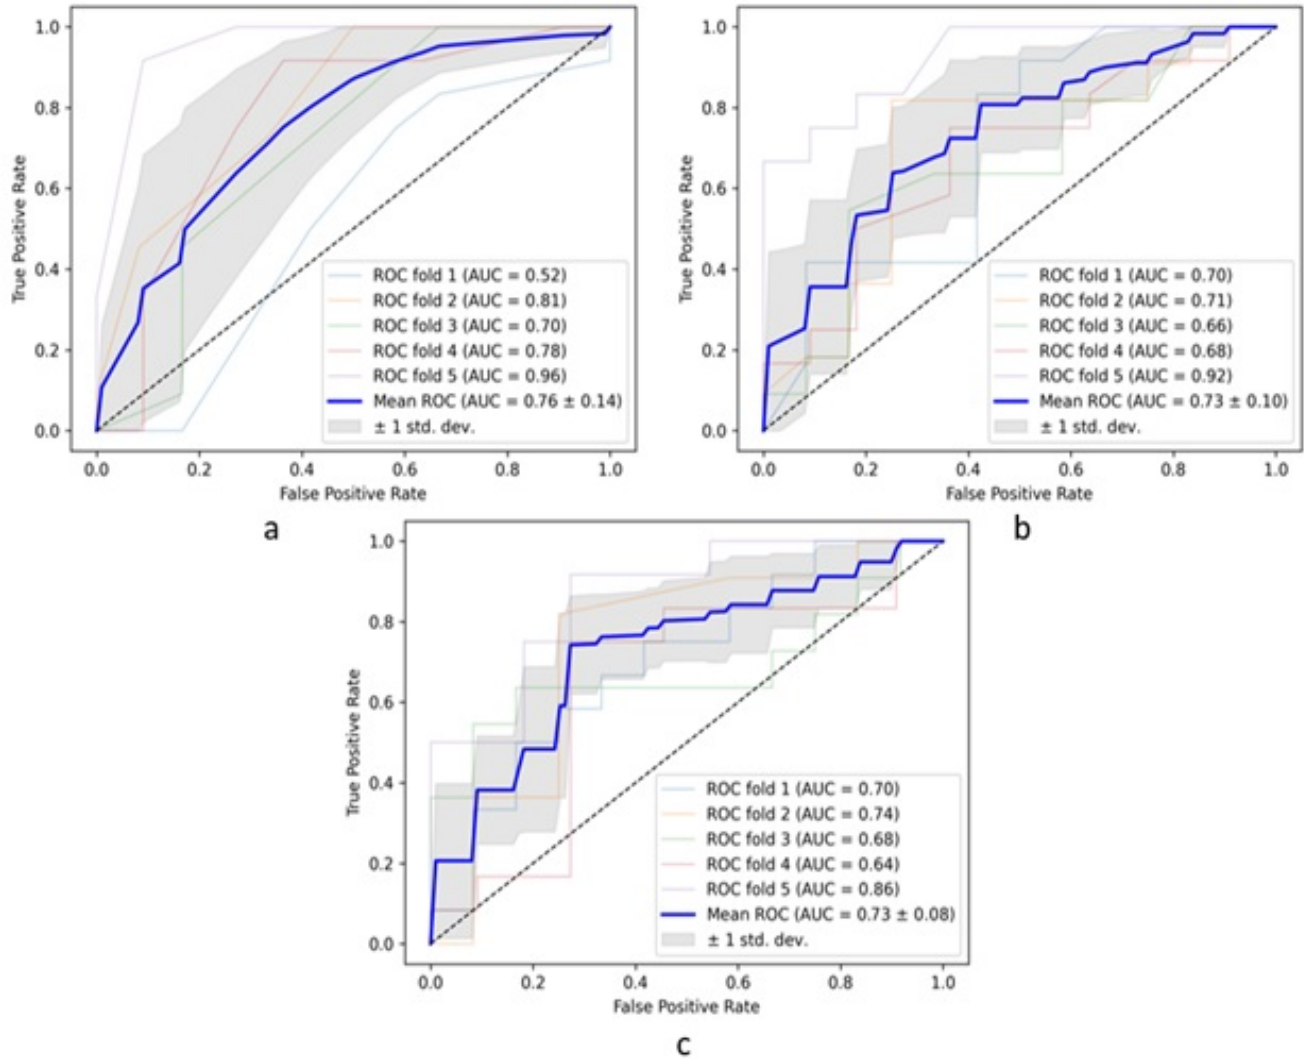 1.0
0.8
0.6
0.4
0.2
0.0
True Positive Rate
ROC fold 1 (AUC = 0.52)
ROC fold 2 (AUC = 0.81)
ROC fold 3 (AUC = 0.70)
ROC fold 4 (AUC = 0.78)
ROC fold 5 (AUC = 0.96)
Mean ROC (AUC = 0.76 ± 0.14)
± 1 std. dev.
0.0 0.2 0.4 0.6 0.8 1.0
False Positive Rate
a
1.0
0.8
0.6
0.4
0.2
0.0
True Positive Rate
ROC fold 1 (AUC = 0.70)
ROC fold 2 (AUC = 0.71)
ROC fold 3 (AUC = 0.66)
ROC fold 4 (AUC = 0.68)
ROC fold 5 (AUC = 0.92)
Mean ROC (AUC = 0.73 ± 0.10)
± 1 std. dev.
0.0 0.2 0.4 0.6 0.8 1.0
False Positive Rate
b
1.0
0.8
0.6
0.4
0.2
0.0
True Positive Rate
ROC fold 1 (AUC = 0.70)
ROC fold 2 (AUC = 0.74)
ROC fold 3 (AUC = 0.68)
ROC fold 4 (AUC = 0.64)
ROC fold 5 (AUC = 0.86)
Mean ROC (AUC = 0.73 ± 0.08)
± 1 std. dev.
0.0 0.2 0.4 0.6 0.8 1.0
False Positive Rate
c